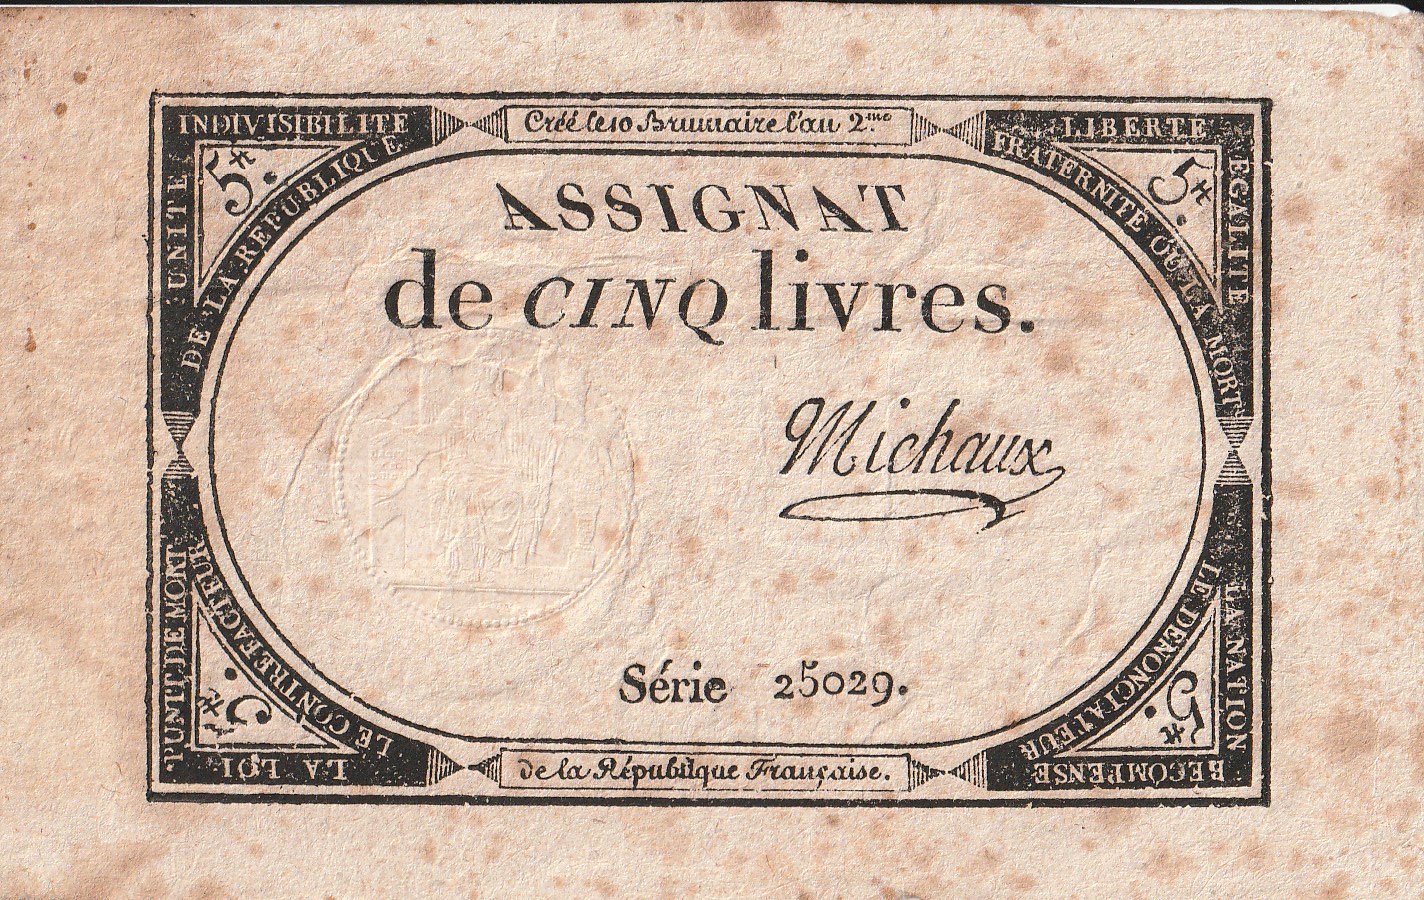 UNITE INDIVISIBILITE
DE LA REPUBLIQUE
5#.
Créé le 10 Brumaire l'an 2.me
LIBERTE EGALITE
FRATERNITE OU LA MORT
5#.
ASSIGNAT
de CINQ livres.
Michaux
Série 25029.
LA LOI PUNIT DE MORT
LE CONTREFACTEUR
5#.
de la République Française.
LA NATION RECOMPENSE
LE DENONCIATEUR
5#.